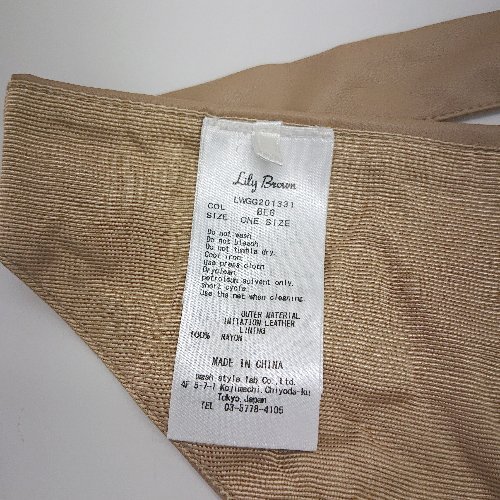 Lily Brown
LWGG201331
COL BEG
SIZE ONE SIZE
Do not wash
Do not bleach
Do not tumble dry.
Cool iron
use press cloth
Dryclean
petroleum solvent only.
short cycle.
Use the net when cleaning.
OUTER MATERIAL
IMITATION LEATHER
LINING
100% RAYON
MADE IN CHINA
mash style lab Co.,Ltd.
4F 5-7-1 Kojimachi,Chiyoda-ku
Tokyo,Japan
TEL 03-5778-4106